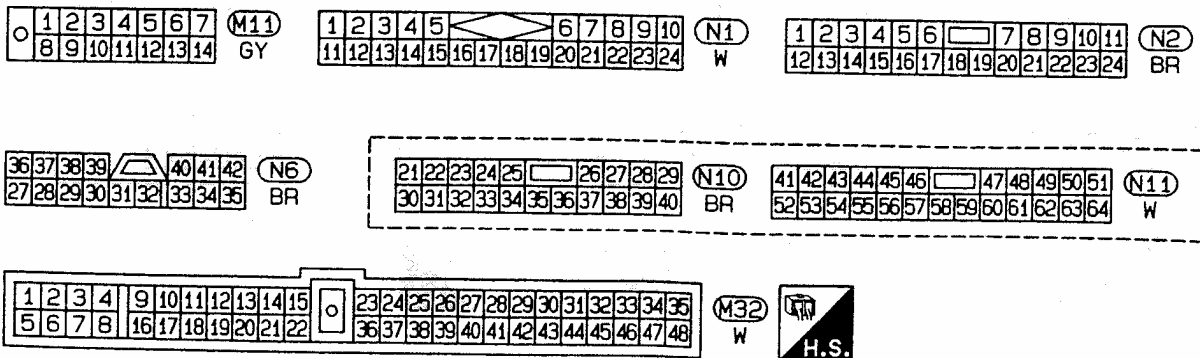 1 2 3 4 5 6 7 M11
8 9 10 11 12 13 14 GY
1 2 3 4 5 6 7 8 9 10 N1
11 12 13 14 15 16 17 18 19 20 21 22 23 24 W
1 2 3 4 5 6 7 8 9 10 11 N2
12 13 14 15 16 17 18 19 20 21 22 23 24 BR
36 37 38 39 40 41 42 N6
27 28 29 30 31 32 33 34 35 BR
21 22 23 24 25 26 27 28 29 N10
30 31 32 33 34 35 36 37 38 39 40 BR
41 42 43 44 45 46 47 48 49 50 51 N11
52 53 54 55 56 57 58 59 60 61 62 63 64 W
1 2 3 4 9 10 11 12 13 14 15 23 24 25 26 27 28 29 30 31 32 33 34 35 M32
5 6 7 8 16 17 18 19 20 21 22 36 37 38 39 40 41 42 43 44 45 46 47 48 W
H.S.